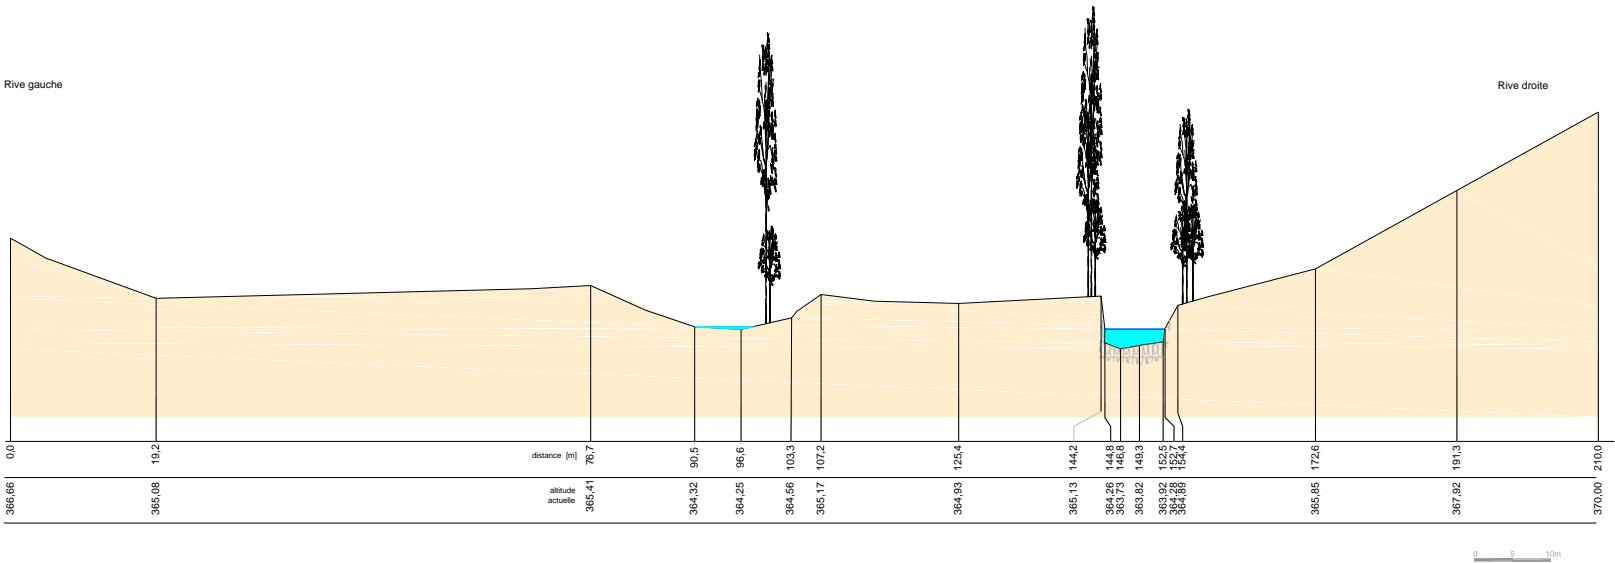 Rive gauche
Rive droite
distance [m]
0,0 19,2 76,7 90,5 96,6 103,3 107,2 125,4 144,2 144,8 146,8 149,3 152,5 152,7 154,4 172,6 191,3 210,0
altitude
actuelle
366,66 365,08 365,41 364,32 364,25 364,56 365,17 364,93 365,13 364,26 363,73 363,82 363,92 364,28 364,89 365,85 367,92 370,00
0 5 10m